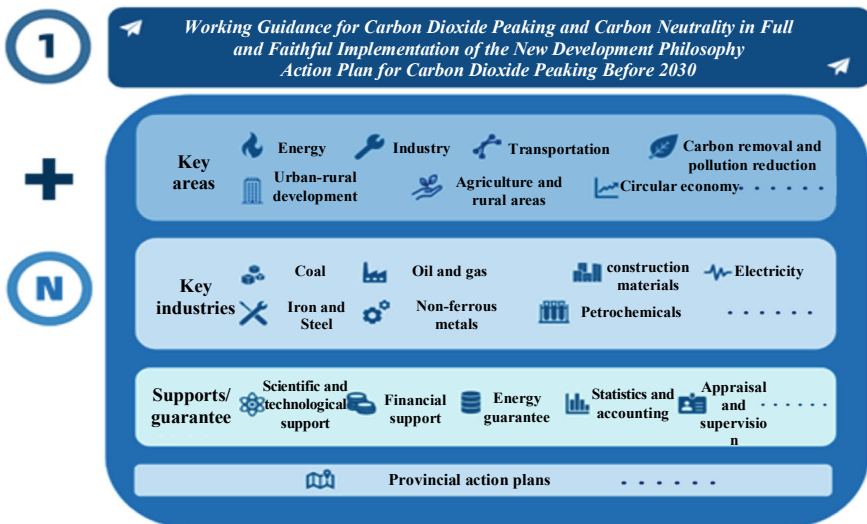 1
Working Guidance for Carbon Dioxide Peaking and Carbon Neutrality in Full
and Faithful Implementation of the New Development Philosophy
Action Plan for Carbon Dioxide Peaking Before 2030
+
N
Key
areas
Energy
Industry
Transportation
Carbon removal and
pollution reduction
Urban-rural
development
Agriculture and
rural areas
Circular economy
Key
industries
Coal
Oil and gas
construction
materials
Electricity
Iron and
Steel
Non-ferrous
metals
Petrochemicals
Supports/
guarantee
Scientific and
technological
support
Financial
support
Energy
guarantee
Statistics and
accounting
Appraisal
and
supervisio
n
Provincial action plans